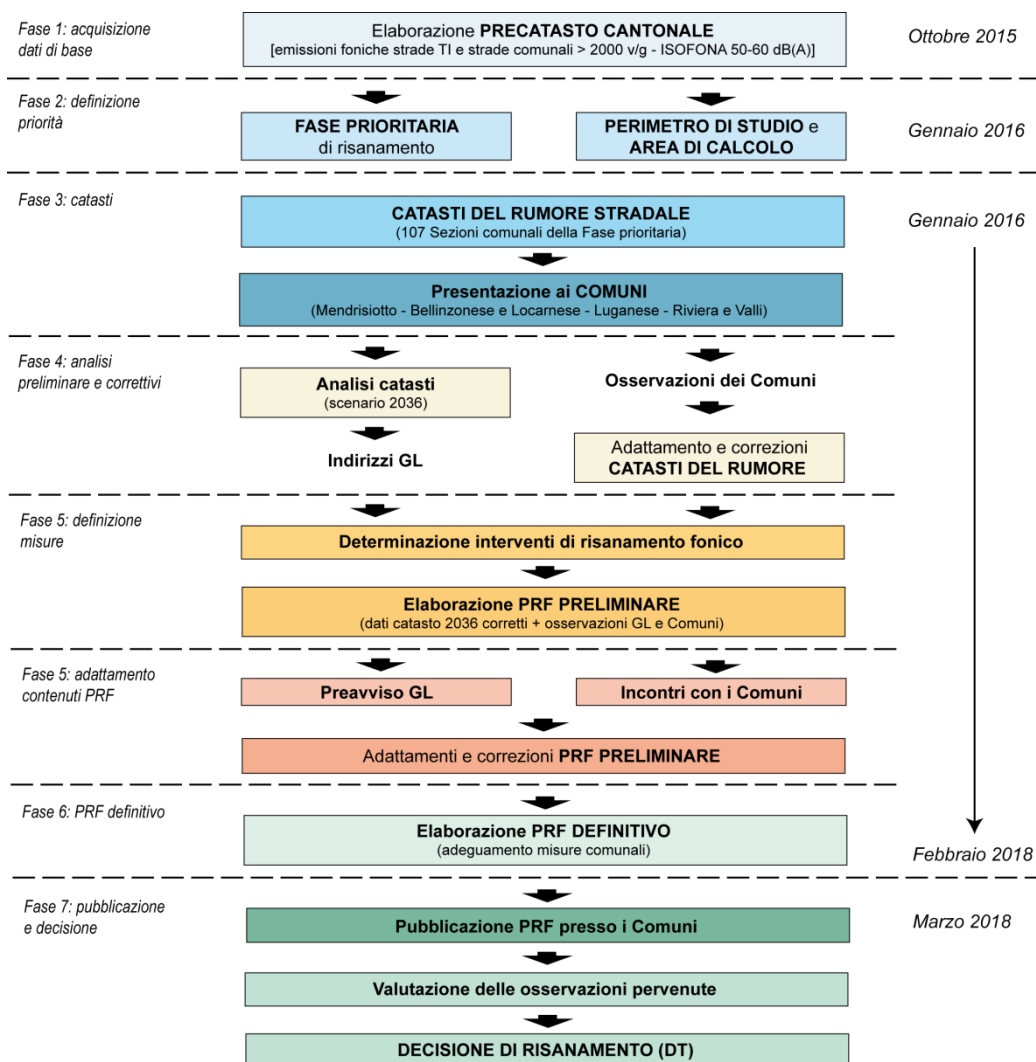 Fase 1: acquisizione
dati di base
Elaborazione PRECATASTO CANTONALE
[emissioni foniche strade TI e strade comunali > 2000 v/g - ISOFONA 50-60 dB(A)]
Ottobre 2015
Fase 2: definizione
priorità
FASE PRIORITARIA
di risanamento
PERIMETRO DI STUDIO e
AREA DI CALCOLO
Gennaio 2016
Fase 3: catasti
CATASTI DEL RUMORE STRADALE
(107 Sezioni comunali della Fase prioritaria)
Gennaio 2016
Presentazione ai COMUNI
(Mendrisiotto - Bellinzonese e Locarnese - Luganese - Riviera e Valli)
Fase 4: analisi
preliminare e correttivi
Analisi catasti
(scenario 2036)
Osservazioni dei Comuni
Indirizzi GL
Adattamento e correzioni
CATASTI DEL RUMORE
Fase 5: definizione
misure
Determinazione interventi di risanamento fonico
Elaborazione PRF PRELIMINARE
(dati catasto 2036 corretti + osservazioni GL e Comuni)
Fase 5: adattamento
contenuti PRF
Preavviso GL
Incontri con i Comuni
Adattamenti e correzioni PRF PRELIMINARE
Fase 6: PRF definitivo
Elaborazione PRF DEFINITIVO
(adeguamento misure comunali)
Febbraio 2018
Fase 7: pubblicazione
e decisione
Pubblicazione PRF presso i Comuni
Marzo 2018
Valutazione delle osservazioni pervenute
DECISIONE DI RISANAMENTO (DT)